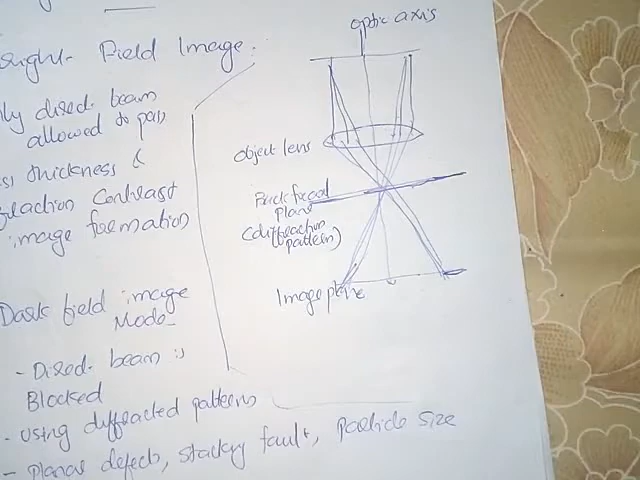 optic axis
Field Image:
direct beam
allowed to pass
thickness &
Contrast
image formation
Object lens
Back focal
plane
(diffraction
pattern)
Image plane
Dark field image
Mode
- Direct beam is
Blocked
- using diffracted patterns
- planar defects, stacking fault, particle size